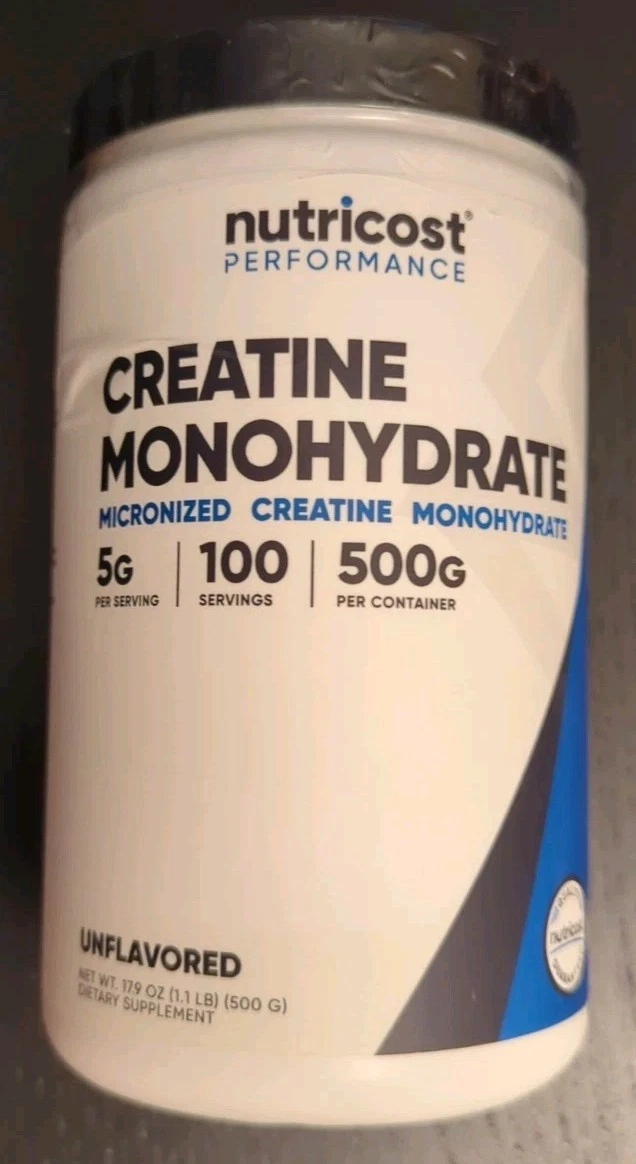 nutricost®
PERFORMANCE
CREATINE
MONOHYDRATE
MICRONIZED CREATINE MONOHYDRATE
5G
PER SERVING
100
SERVINGS
500G
PER CONTAINER
UNFLAVORED
NET WT. 17.9 OZ (1.1 LB) (500 G)
DIETARY SUPPLEMENT
nutricost